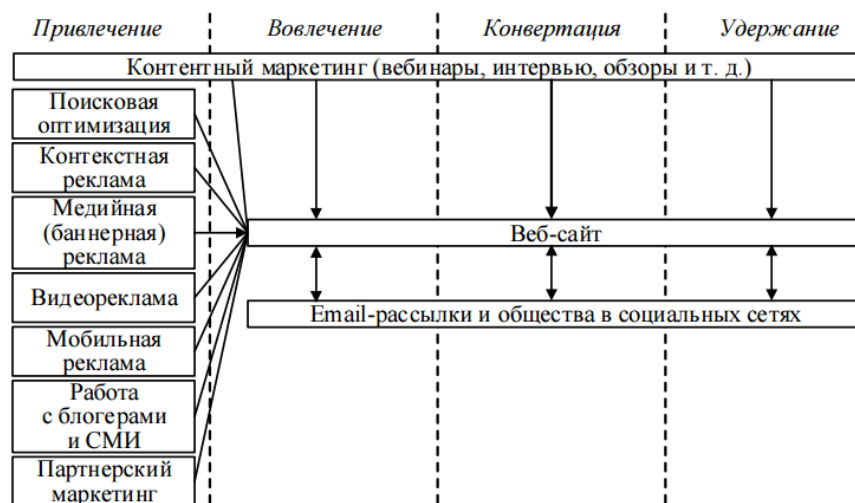 Привлечение Вовлечение Конвертация Удержание
Контентный маркетинг (вебинары, интервью, обзоры и т. д.)
Поисковая
оптимизация
Контекстная
реклама
Медийная
(баннерная)
реклама
Веб-сайт
Видеореклама
Email-рассылки и общества в социальных сетях
Мобильная
реклама
Работа
с блогерами
и СМИ
Партнерский
маркетинг